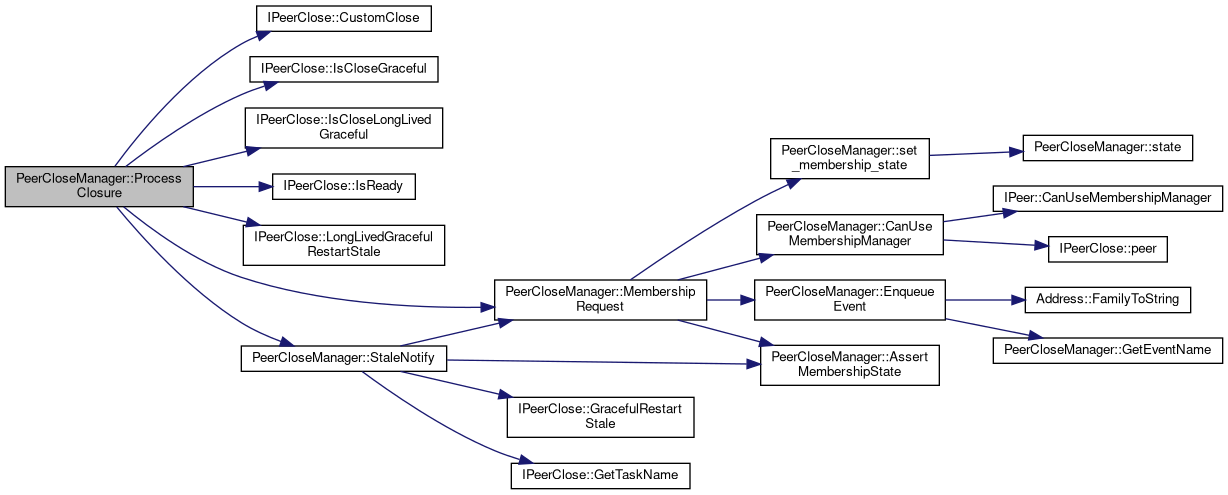 IPeerClose::CustomClose
IPeerClose::IsCloseGraceful
IPeerClose::IsCloseLongLived
Graceful
PeerCloseManager::Process
Closure
IPeerClose::IsReady
IPeerClose::LongLivedGraceful
RestartStale
PeerCloseManager::StaleNotify
PeerCloseManager::Membership
Request
IPeerClose::GracefulRestart
Stale
IPeerClose::GetTaskName
PeerCloseManager::set
_membership_state
PeerCloseManager::CanUse
MembershipManager
PeerCloseManager::Enqueue
Event
PeerCloseManager::Assert
MembershipState
PeerCloseManager::state
IPeer::CanUseMembershipManager
IPeerClose::peer
Address::FamilyToString
PeerCloseManager::GetEventName